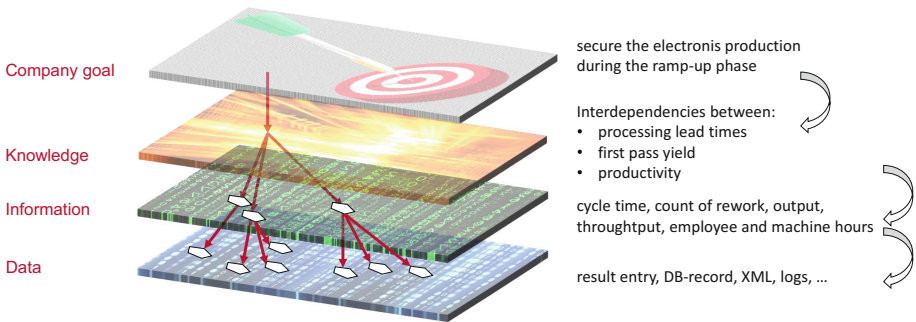 Company goal
secure the electronis production
during the ramp-up phase
Knowledge
Interdependencies between:
• processing lead times
• first pass yield
• productivity
Information
cycle time, count of rework, output,
throughtput, employee and machine hours
Data
result entry, DB-record, XML, logs, ...